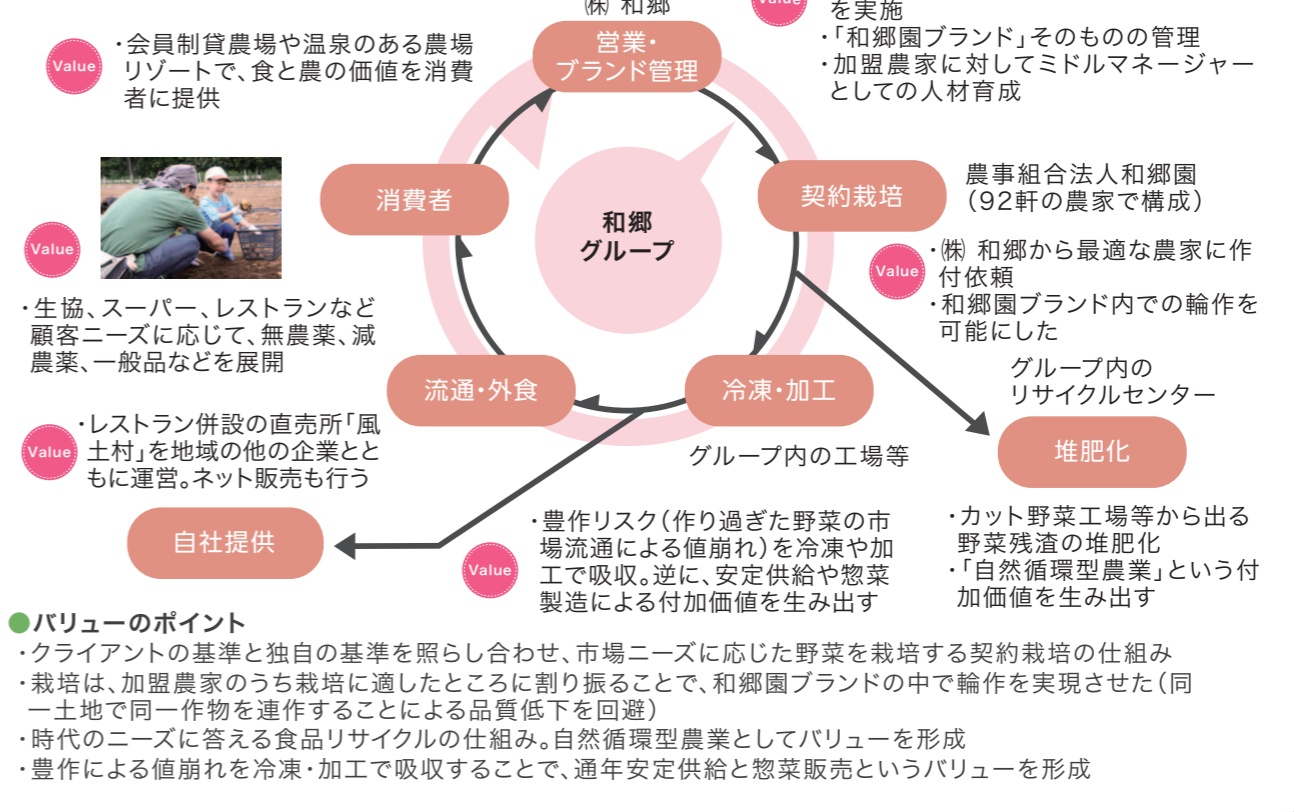 ㈱ 和郷
営業・
ブランド管理
Value
を実施
・「和郷園ブランド」そのものの管理
・加盟農家に対してミドルマネージャー
としての人材育成
Value
・会員制貸農場や温泉のある農場
リゾートで、食と農の価値を消費
者に提供
消費者
和郷
グループ
契約栽培
農事組合法人和郷園
（92軒の農家で構成）
Value
・㈱ 和郷から最適な農家に作
付依頼
・和郷園ブランド内での輪作を
可能にした
Value
・生協、スーパー、レストランなど
顧客ニーズに応じて、無農薬、減
農薬、一般品などを展開
流通・外食
冷凍・加工
グループ内の工場等
グループ内の
リサイクルセンター
堆肥化
Value
・レストラン併設の直売所「風
土村」を地域の他の企業とと
もに運営。ネット販売も行う
自社提供
Value
・豊作リスク（作り過ぎた野菜の市
場流通による値崩れ）を冷凍や加
工で吸収。逆に、安定供給や惣菜
製造による付加価値を生み出す
・カット野菜工場等から出る
野菜残渣の堆肥化
・「自然循環型農業」という付
加価値を生み出す
●バリューのポイント
・クライアントの基準と独自の基準を照らし合わせ、市場ニーズに応じた野菜を栽培する契約栽培の仕組み
・栽培は、加盟農家のうち栽培に適したところに割り振ることで、和郷園ブランドの中で輪作を実現させた（同
一土地で同一作物を連作することによる品質低下を回避）
・時代のニーズに答える食品リサイクルの仕組み。自然循環型農業としてバリューを形成
・豊作による値崩れを冷凍・加工で吸収することで、通年安定供給と惣菜販売というバリューを形成